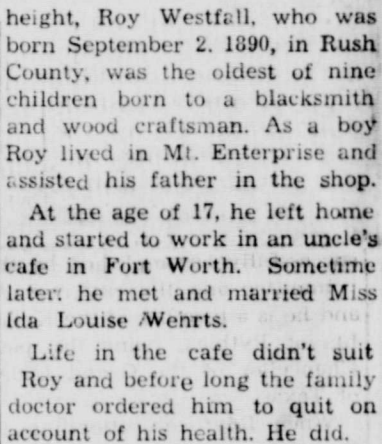 height, Roy Westfall, who was
born September 2, 1890, in Rusk
County, was the oldest of nine
children born to a blacksmith
and wood craftsman. As a boy
Roy lived in Mt. Enterprise and
assisted his father in the shop.
At the age of 17, he left home
and started to work in an uncle's
cafe in Fort Worth. Sometime
later he met and married Miss
Ida Louise Wehrts.
Life in the cafe didn't suit
Roy and before long the family
doctor ordered him to quit on
account of his health. He did,